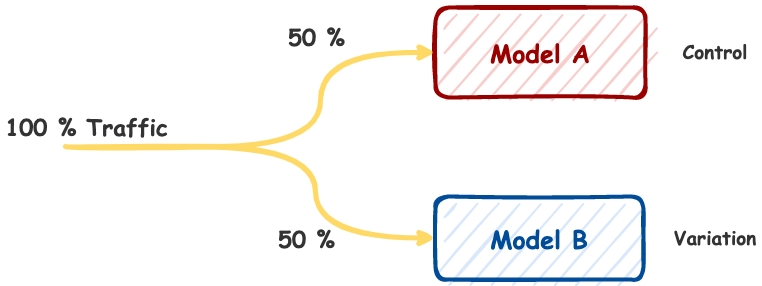 50 %
Model A
Control
100 % Traffic
50 %
Model B
Variation